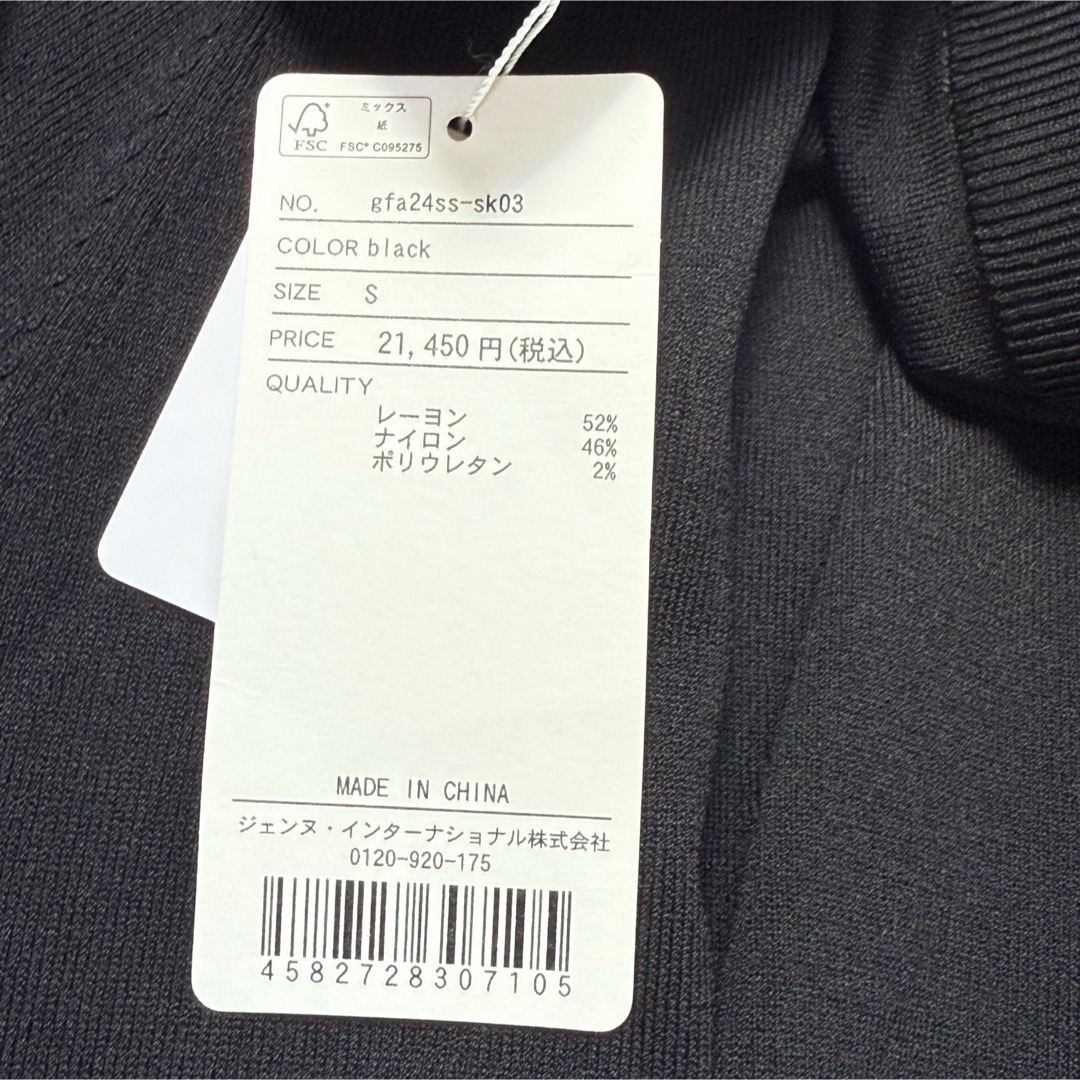 ミックス
紙
FSC® FSC® C095275
NO. gfa24ss-sk03
COLOR black
SIZE S
PRICE 21,450円(税込)
QUALITY
レーヨン 52%
ナイロン 46%
ポリウレタン 2%
MADE IN CHINA
ジェンヌ・インターナショナル株式会社
0120-920-175
4582728307105